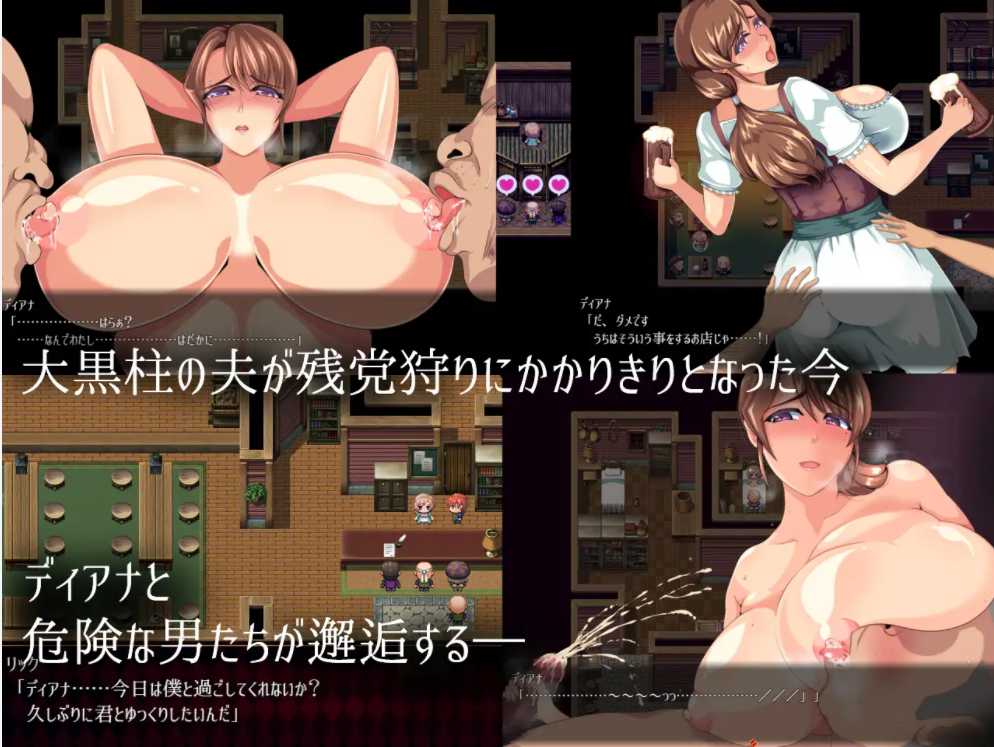 ディアナ
「………………はらぁ?
……なんでわたし………………はだかに………………」
ディアナ
「だ、ダメです
うちはそういう事をするお店じゃ……!」
大黒柱の夫が残党狩りにかかりきりとなった今
ディアナと
危険な男たちが邂逅する―
リック
「ディアナ……今日は僕と過ごしてくれないか?
久しぶりに君とゆっくりしたいんだ」
ディアナ
「………………~~~~っっ………………///」」